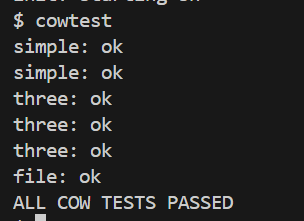 $ cowtest
simple: ok
simple: ok
three: ok
three: ok
three: ok
file: ok
ALL COW TESTS PASSED